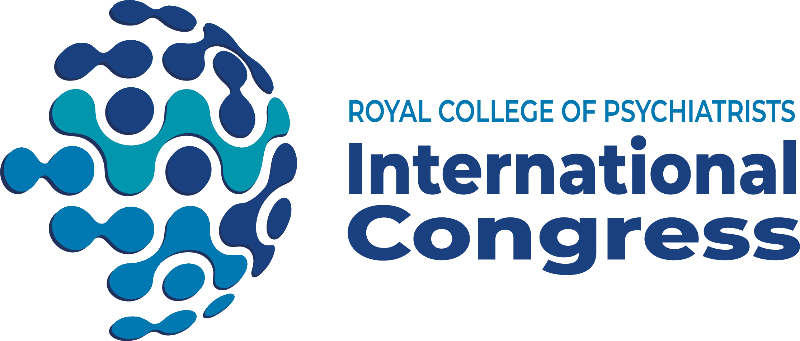 ROYAL COLLEGE OF PSYCHIATRISTS
International
Congress